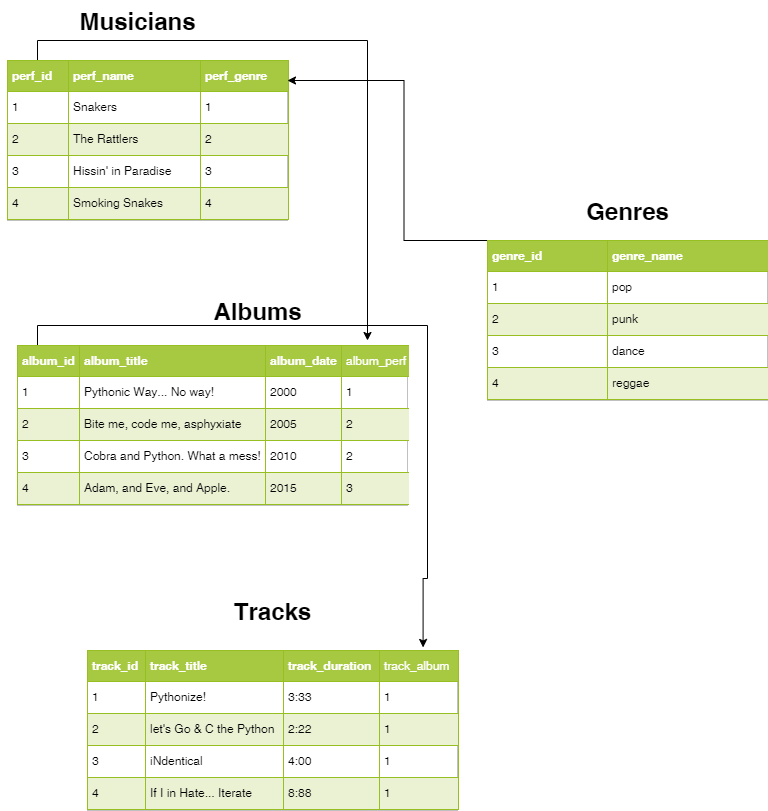 Musicians
perf_id perf_name perf_genre
1 Snakers 1
2 The Rattlers 2
3 Hissin' in Paradise 3
4 Smoking Snakes 4
Genres
genre_id genre_name
1 pop
2 punk
3 dance
4 reggae
Albums
album_id album_title album_date album_perf
1 Pythonic Way... No way! 2000 1
2 Bite me, code me, asphyxiate 2005 2
3 Cobra and Python. What a mess! 2010 2
4 Adam, and Eve, and Apple. 2015 3
Tracks
track_id track_title track_duration track_album
1 Pythonize! 3:33 1
2 let's Go & C the Python 2:22 1
3 iNdentical 4:00 1
4 If I in Hate... Iterate 8:88 1